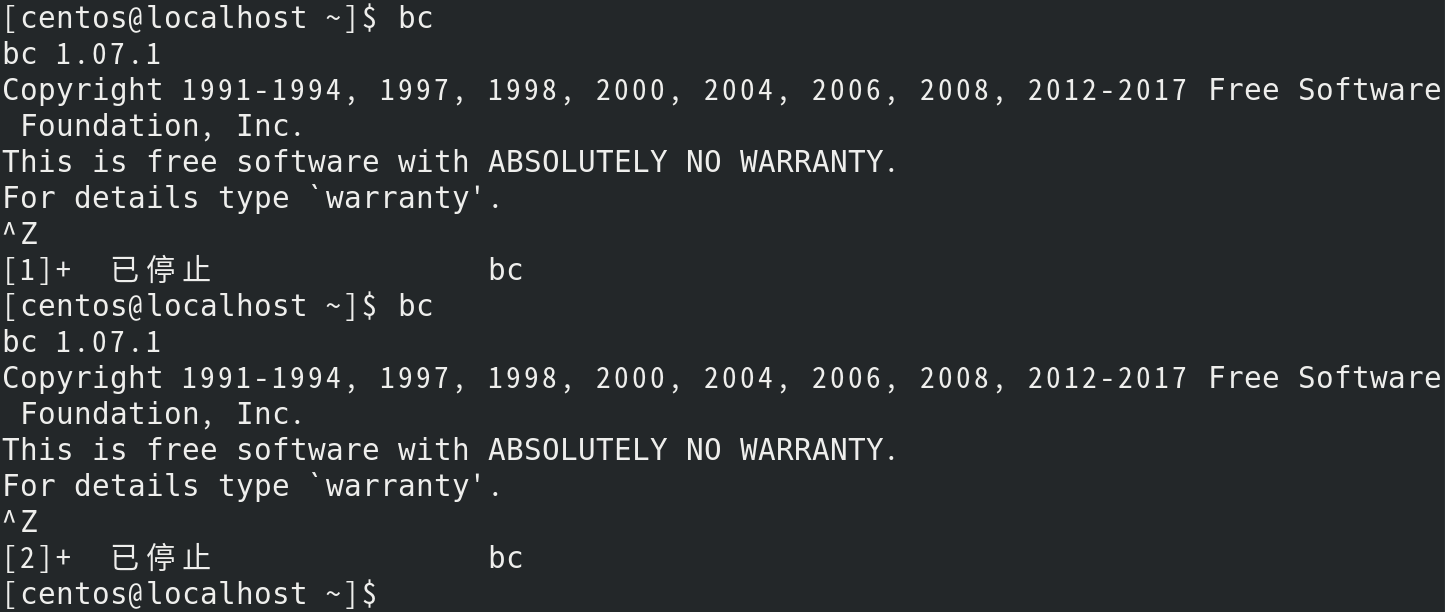 [centos@localhost ~]$ bc
bc 1.07.1
Copyright 1991-1994, 1997, 1998, 2000, 2004, 2006, 2008, 2012-2017 Free Software
 Foundation, Inc.
This is free software with ABSOLUTELY NO WARRANTY.
For details type `warranty'.
^Z
[1]+  已停止               bc
[centos@localhost ~]$ bc
bc 1.07.1
Copyright 1991-1994, 1997, 1998, 2000, 2004, 2006, 2008, 2012-2017 Free Software
 Foundation, Inc.
This is free software with ABSOLUTELY NO WARRANTY.
For details type `warranty'.
^Z
[2]+  已停止               bc
[centos@localhost ~]$